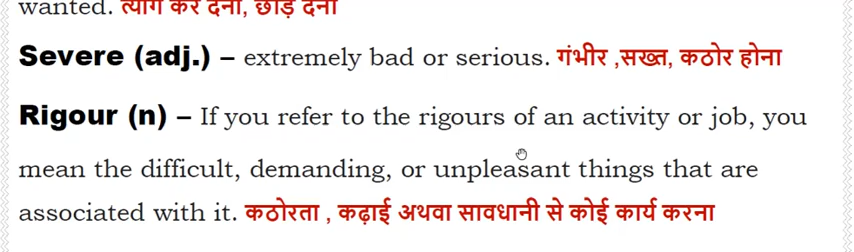 wanted. त्याग कर देना, छोड़ देना
Severe (adj.) – extremely bad or serious. गंभीर ,सख्त, कठोर होना
Rigour (n) – If you refer to the rigours of an activity or job, you
mean the difficult, demanding, or unpleasant things that are
associated with it. कठोरता , कढ़ाई अथवा सावधानी से कोई कार्य करना